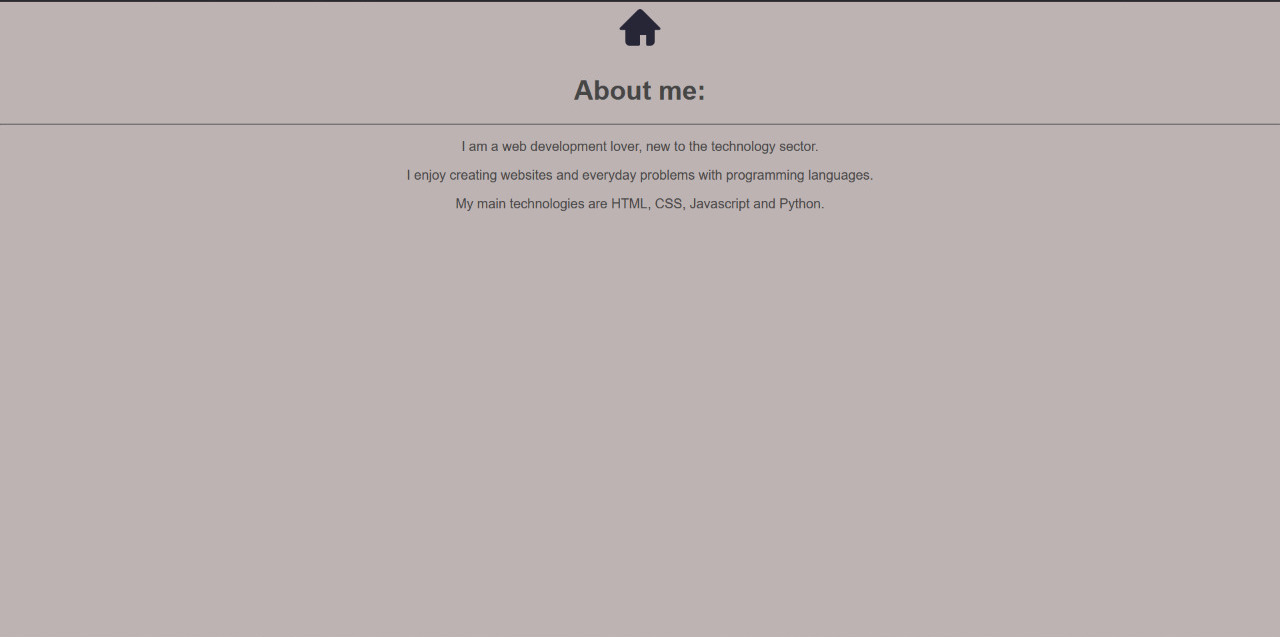 About me:
I am a web development lover, new to the technology sector.
I enjoy creating websites and everyday problems with programming languages.
My main technologies are HTML, CSS, Javascript and Python.